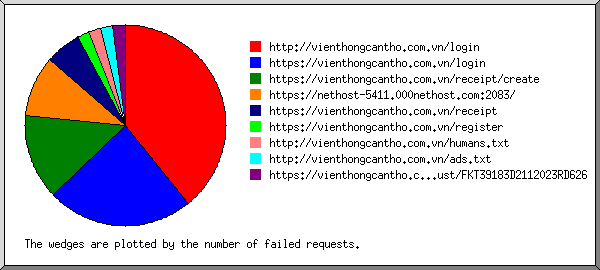 http://vienthongcantho.com.vn/login
https://vienthongcantho.com.vn/login
https://vienthongcantho.com.vn/receipt/create
https://nethost-5411.000nethost.com:2083/
https://vienthongcantho.com.vn/receipt
https://vienthongcantho.com.vn/register
http://vienthongcantho.com.vn/humans.txt
http://vienthongcantho.com.vn/ads.txt
https://vienthongcantho.c...ust/FKT39183D2112023RD626
The wedges are plotted by the number of failed requests.